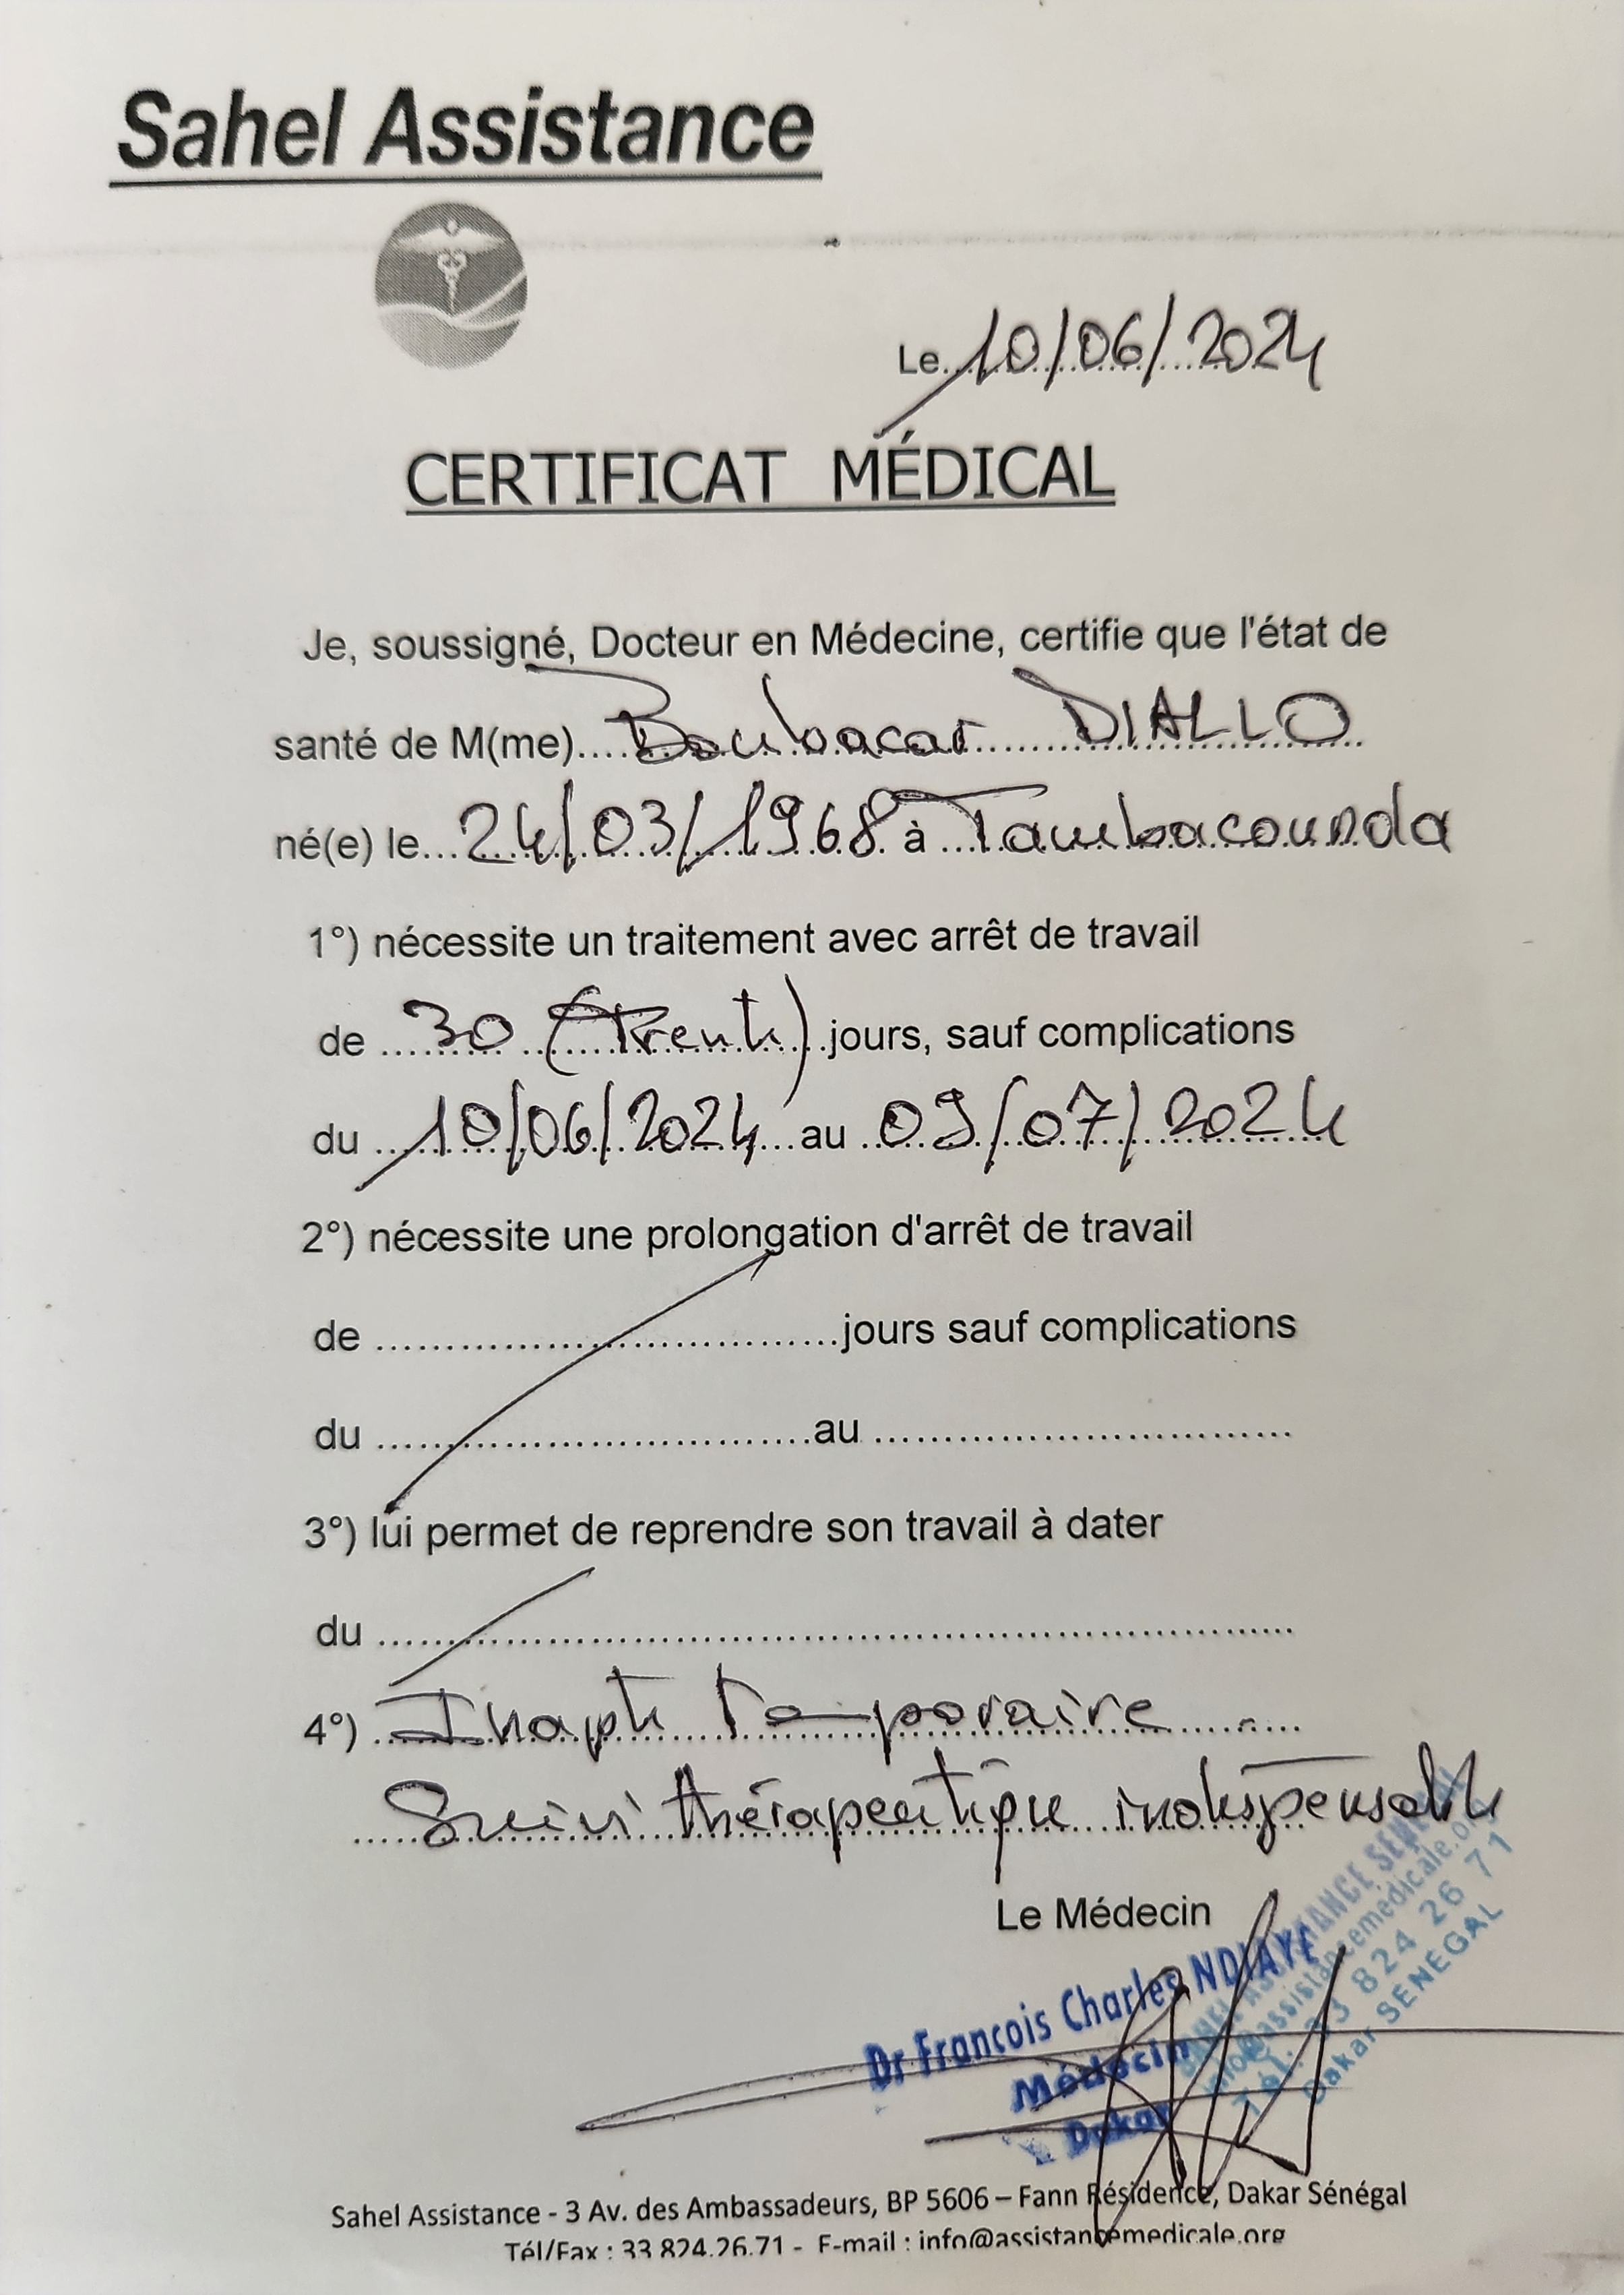 Sahel Assistance
Le 10/06/2024
CERTIFICAT MÉDICAL
Je, soussigné, Docteur en Médecine, certifie que l'état de
santé de M(me).... Boubacar ...... DIALLO
né(e) le... 24/03/1968 à ... Tambacounda
1°) nécessite un traitement avec arrêt de travail
de ... 30 (Trente) jours, sauf complications
du ... 10/06/2024 ... au ... 09/07/2024
2°) nécessite une prolongation d'arrêt de travail
de ....................................jours sauf complications
du ..................................au .................................
3°) lui permet de reprendre son travail à dater
du ......................................................................
4°) Inapte Temporaire
Suivi thérapeutique indispensable
Le Médecin
Dr Francois Charles NDIAYE
Médecin
Dakar
SAHEL ASSISTANCE SENEGAL
info@assistancemedicale.org
Tél. 33 824 26 71
Dakar SENEGAL
Sahel Assistance - 3 Av. des Ambassadeurs, BP 5606 – Fann Résidence, Dakar Sénégal
Tél/Fax : 33 824.26.71 - E-mail : info@assistancemedicale.org